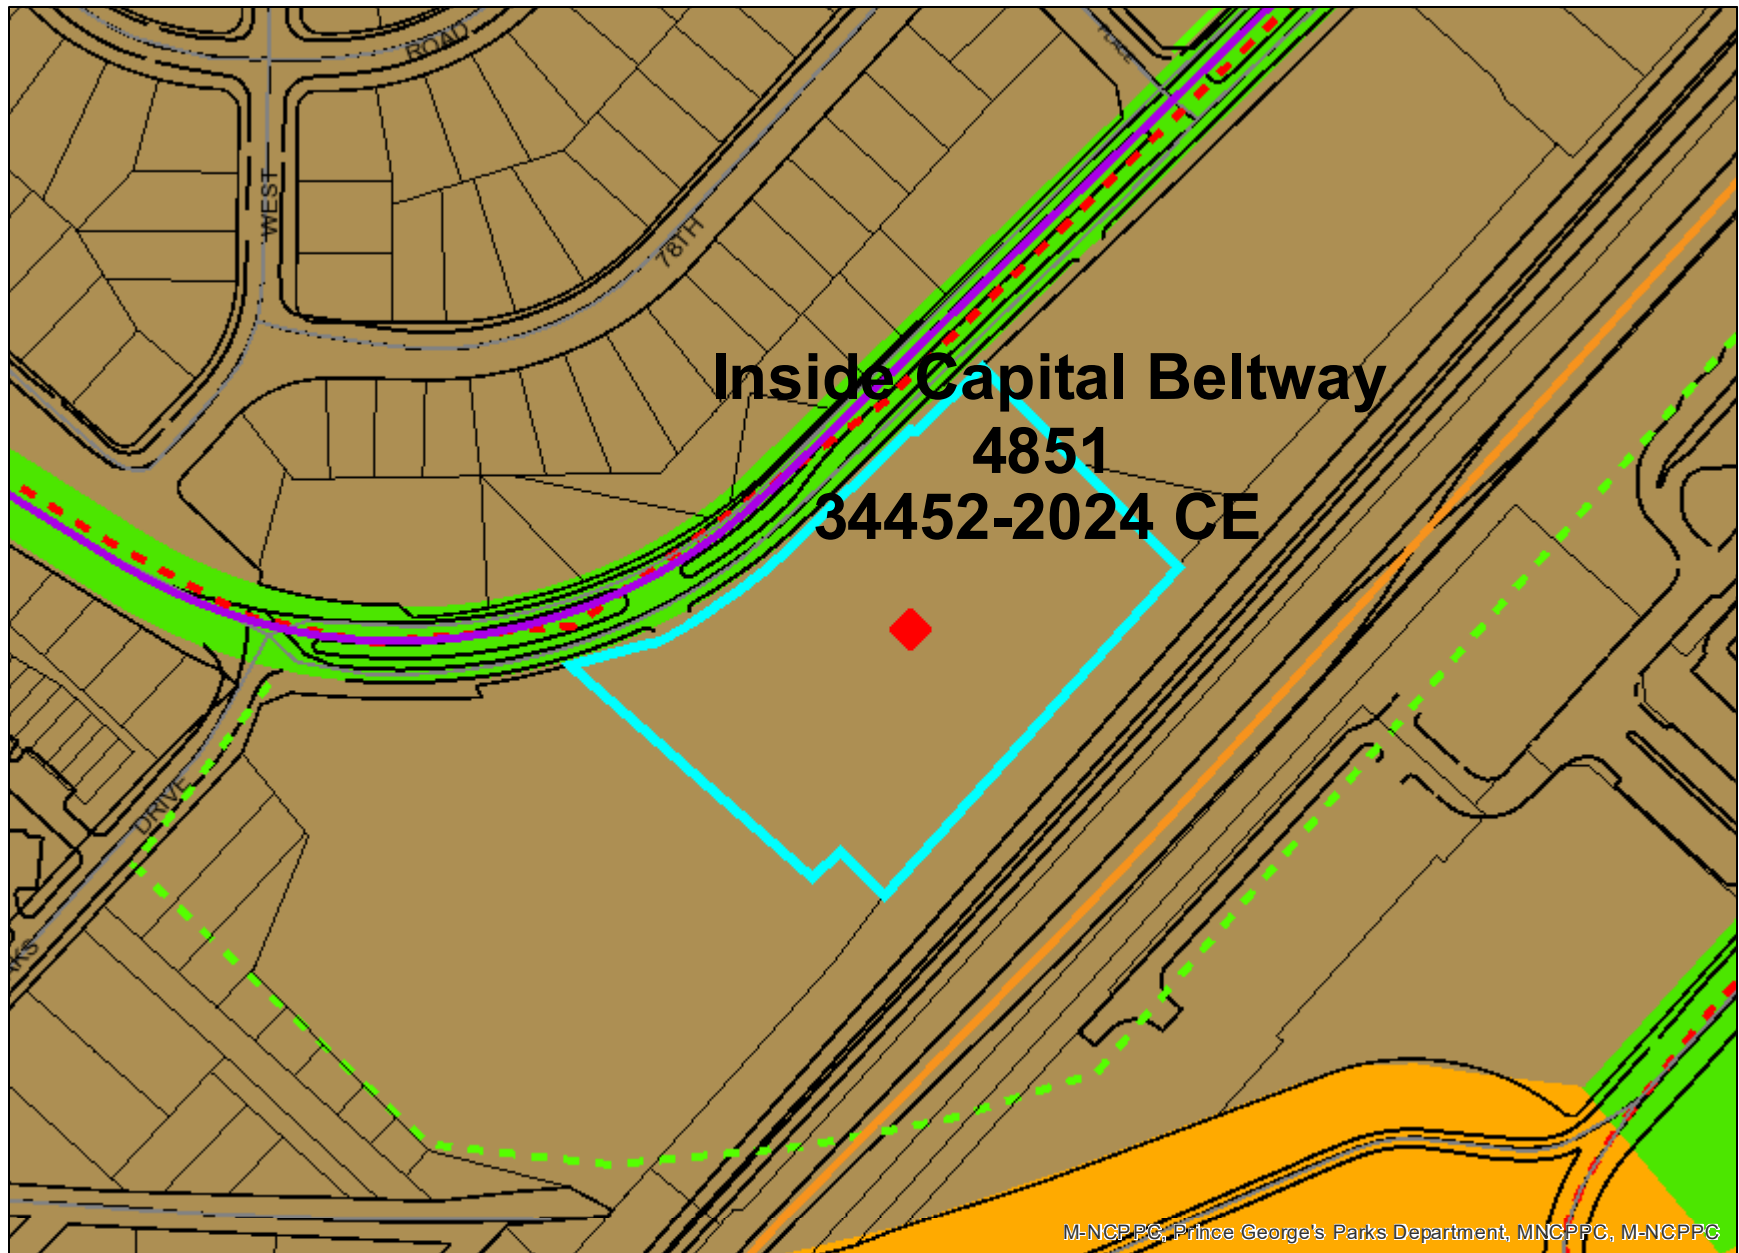 ROAD
PLACE
WEST
78TH
Inside Capital Beltway
4851
34452-2024 CE
DRIVE
M-NCPPC, Prince George's Parks Department, MNCPPC, M-NCPPC